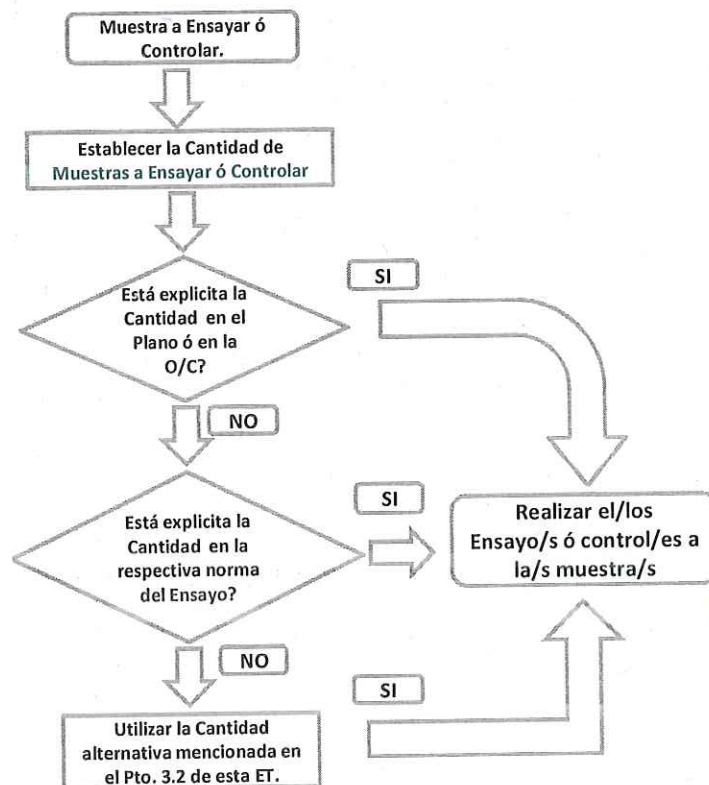 Muestra a Ensayar ó
Controlar.
Establecer la Cantidad de
Muestras a Ensayar ó Controlar
Está explicita la
Cantidad en el
Plano ó en la
O/C?
SI
NO
Está explicita la
Cantidad en la
respectiva norma
del Ensayo?
SI
Realizar el/los
Ensayo/s ó control/es a
la/s muestra/s
NO
SI
Utilizar la Cantidad
alternativa mencionada en
el Pto. 3.2 de esta ET.